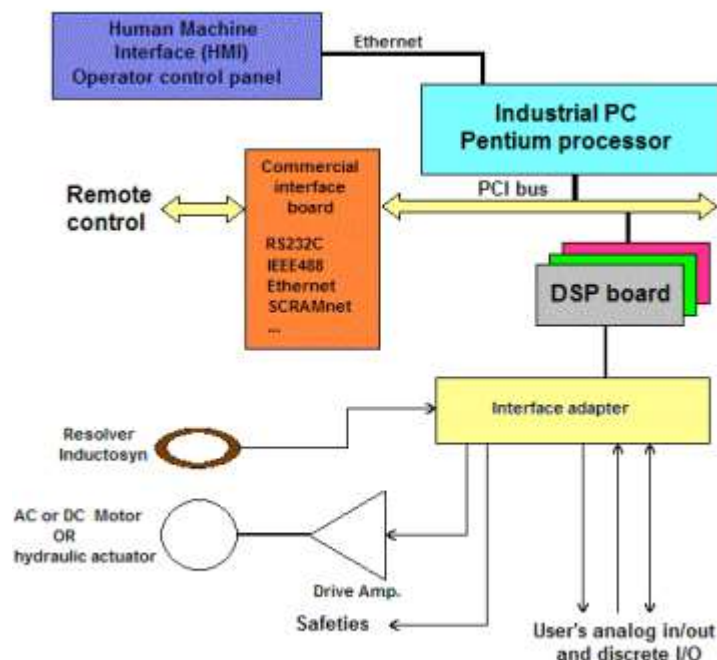 Human Machine
Interface (HMI)
Operator control panel
Ethernet
Industrial PC
Pentium processor
PCI bus
Remote
control
Commercial
interface
board
RS232C
IEEE488
Ethernet
SCRAMnet
...
DSP board
Interface adapter
Resolver
Inductosyn
AC or DC Motor
OR
hydraulic actuator
Drive Amp.
Safeties
User's analog in/out
and discrete I/O